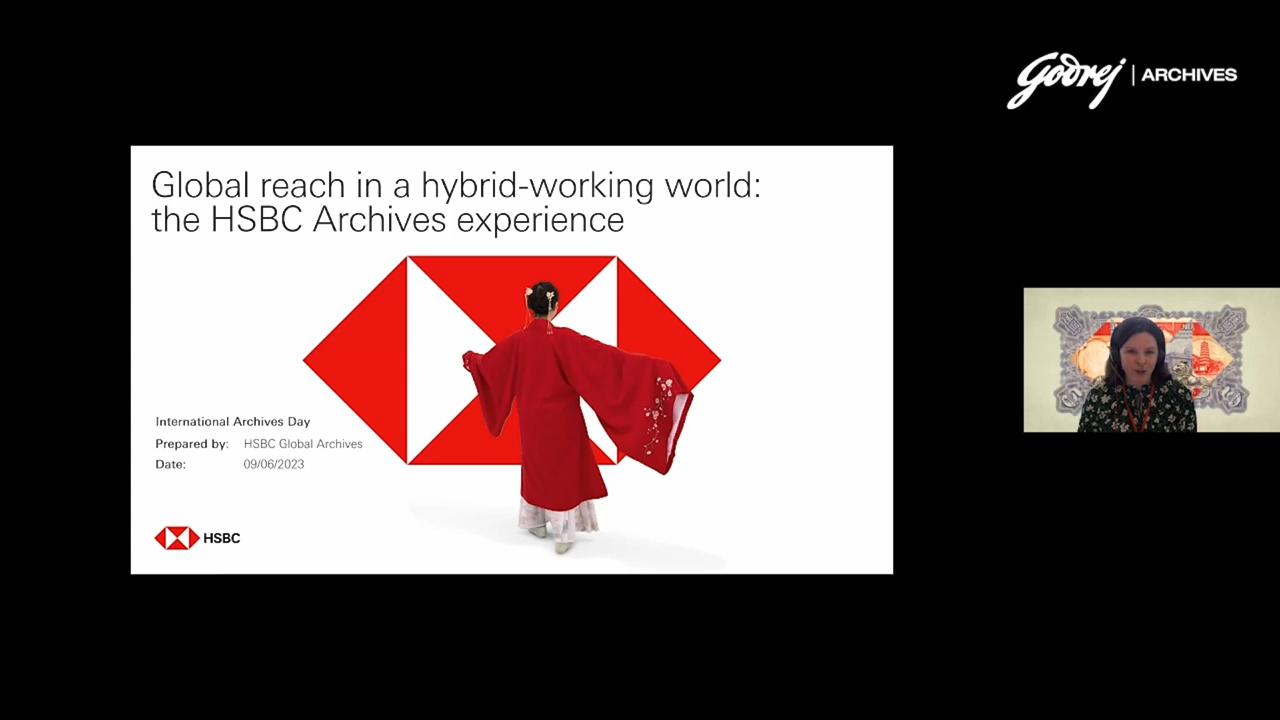 Godrej | ARCHIVES
Global reach in a hybrid-working world:
the HSBC Archives experience
International Archives Day
Prepared by: HSBC Global Archives
Date: 09/06/2023
HSBC